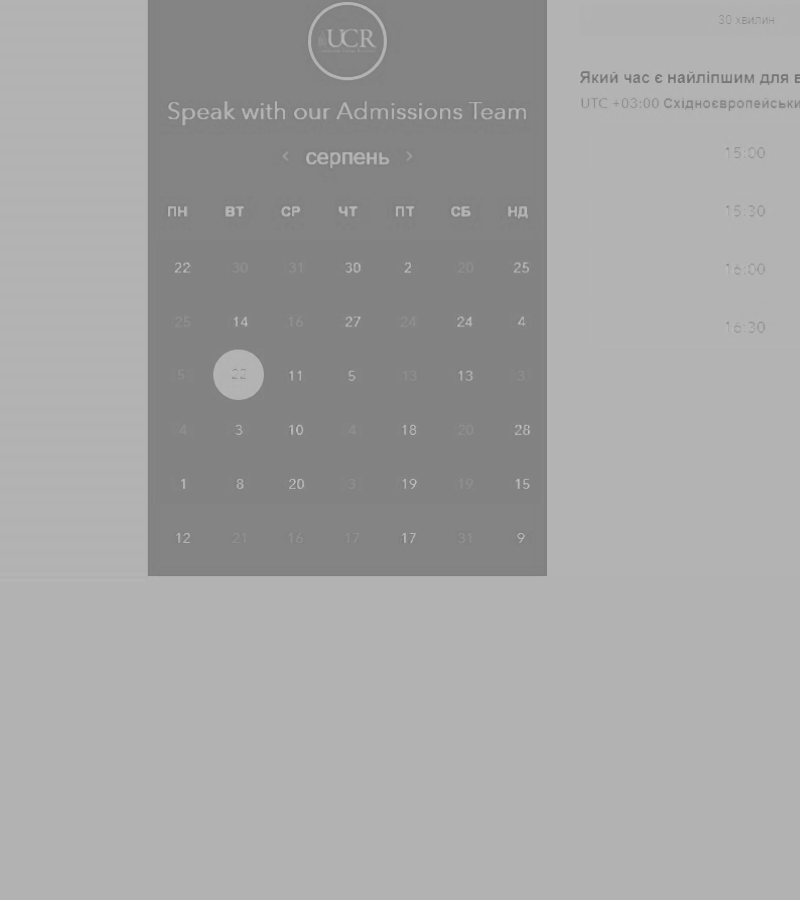 UCR
Speak with our Admissions Team
серпень
ПН ВТ СР ЧТ ПТ СБ НД
22 30 31 30 2 20 25
25 14 16 27 24 24 4
5 22 11 5 13 13 3
4 3 10 4 18 20 28
1 8 20 3 19 19 15
12 21 16 17 17 31 9
30 хвилин
Який час є найліпшим для в
UTC +03:00 Східноєвропейськи
15:00
15:30
16:00
16:30